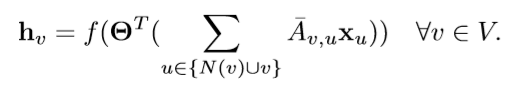 𝐡_v = f(𝚯^T( ∑_{u∈{N(v)∪v}} Ā_{v,u}𝐱_u)) ∀v ∈ V.